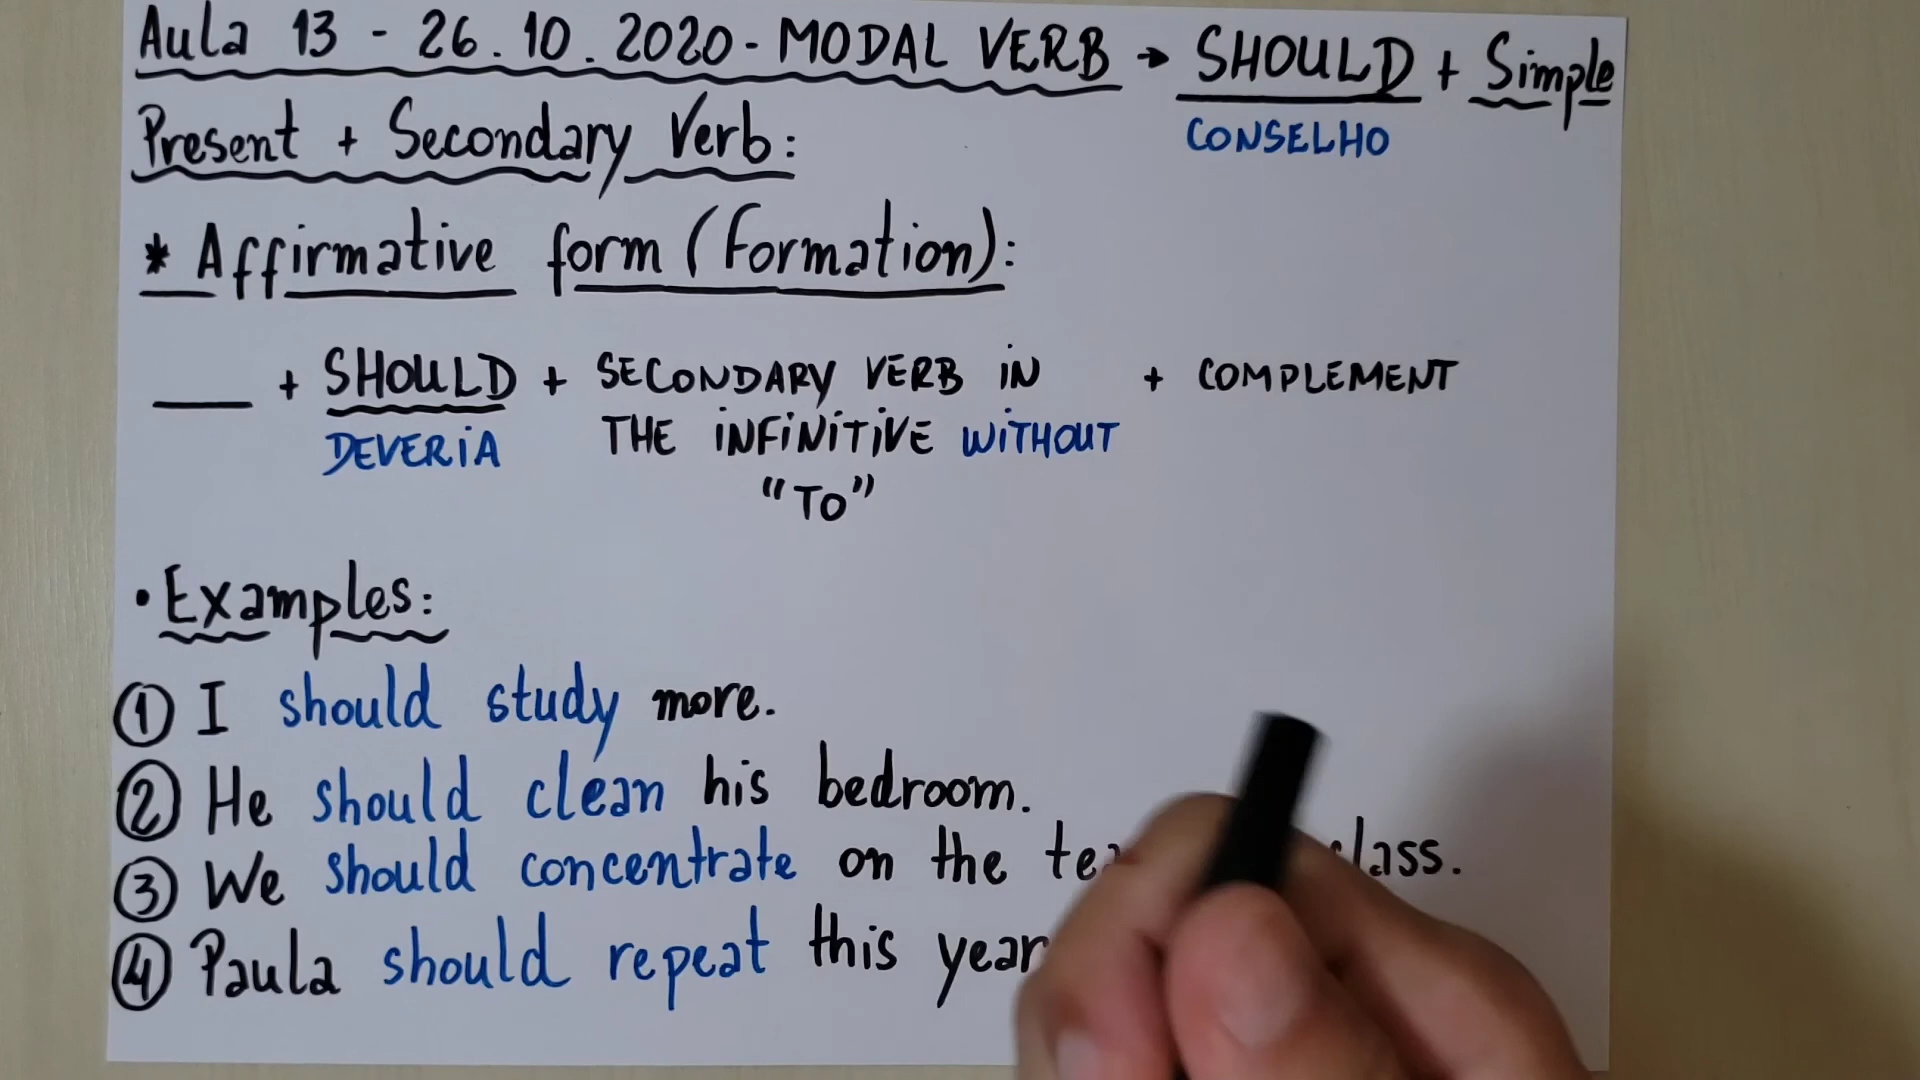 Aula 13 - 26.10.2020 - MODAL VERB → SHOULD + Simple
CONSELHO
Present + Secondary Verb:
* Affirmative form (Formation):
___ + SHOULD + SECONDARY VERB IN + COMPLEMENT
DEVERIA THE INFINITIVE WITHOUT
"TO"
• Examples:
① I should study more.
② He should clean his bedroom.
③ We should concentrate on the class.
④ Paula should repeat this year